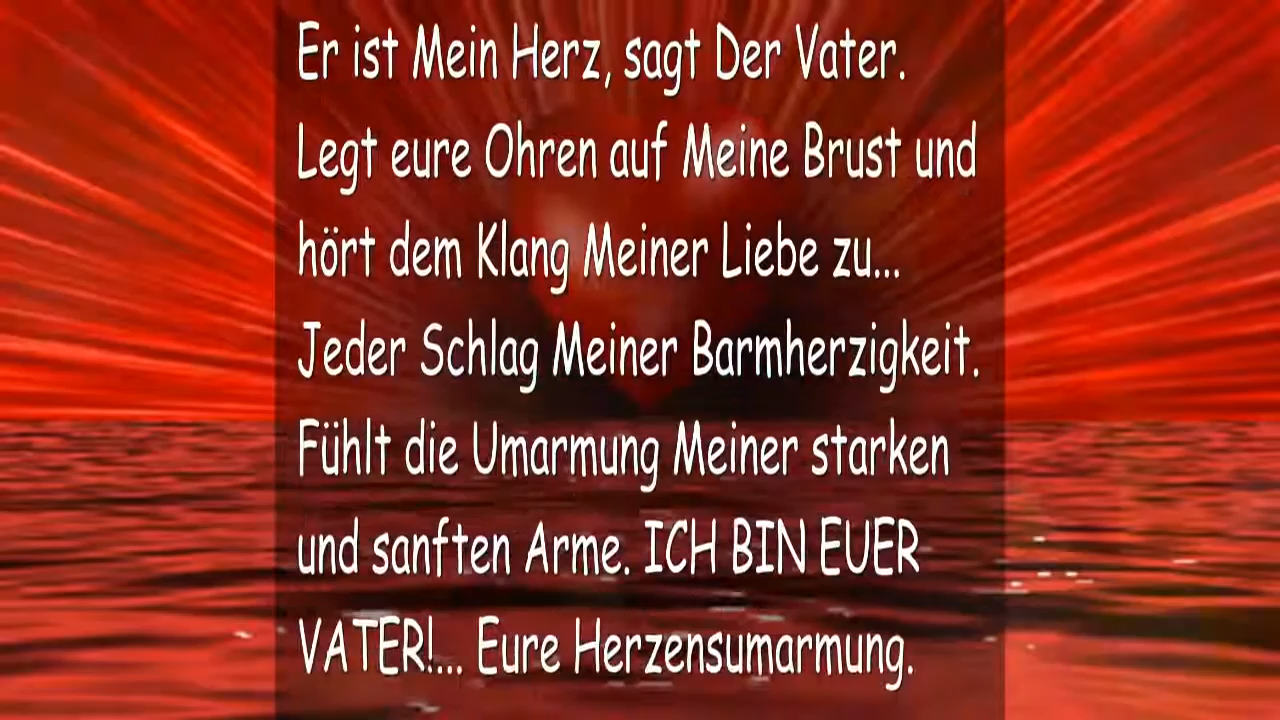 Er ist Mein Herz, sagt Der Vater.
Legt eure Ohren auf Meine Brust und
hört dem Klang Meiner Liebe zu...
Jeder Schlag Meiner Barmherzigkeit.
Fühlt die Umarmung Meiner starken
und sanften Arme. ICH BIN EUER
VATER!... Eure Herzensumarmung.